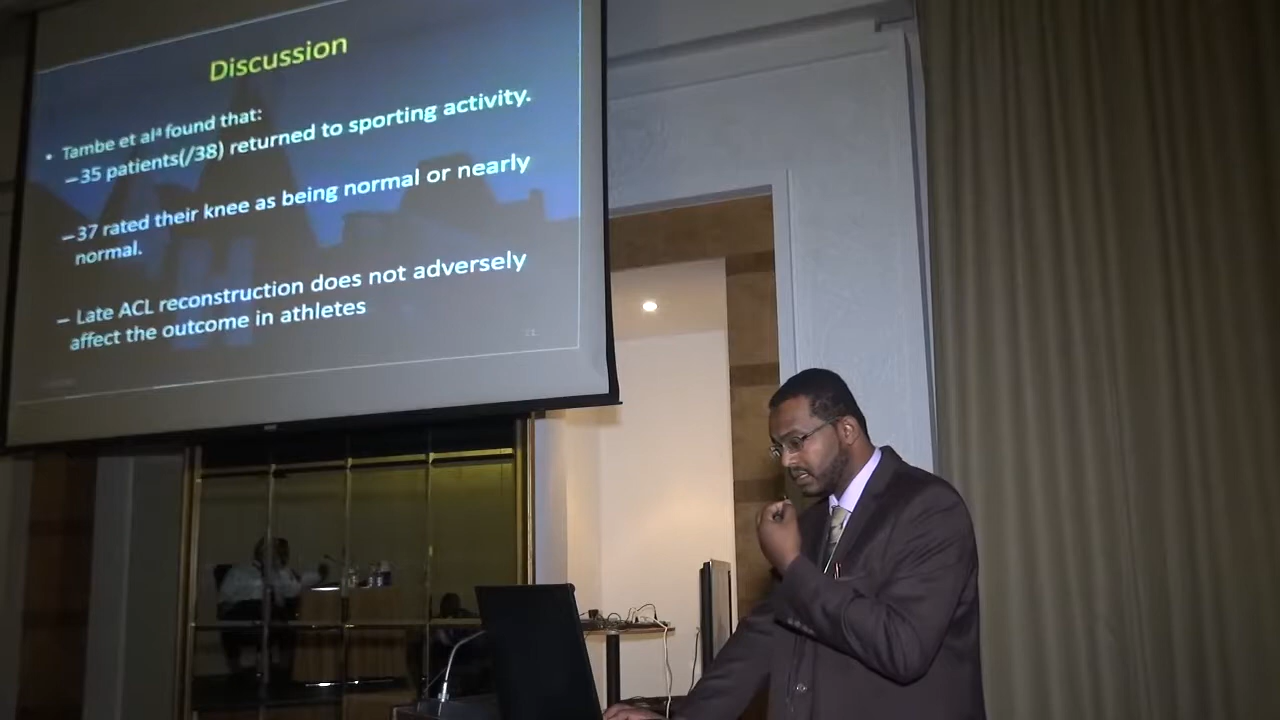 Discussion
• Tambe et al⁴ found that:
–35 patients(/38) returned to sporting activity.
–37 rated their knee as being normal or nearly
normal.
– Late ACL reconstruction does not adversely
affect the outcome in athletes